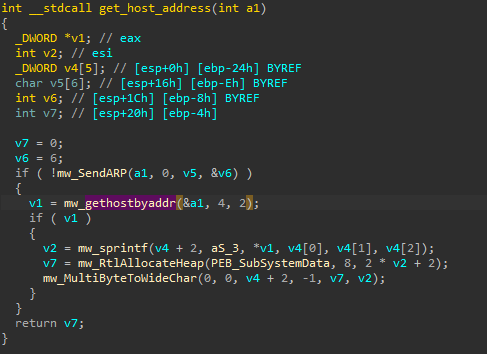 int __stdcall get_host_address(int a1)
{
_DWORD *v1; // eax
int v2; // esi
_DWORD v4[5]; // [esp+0h] [ebp-24h] BYREF
char v5[6]; // [esp+16h] [ebp-Eh] BYREF
int v6; // [esp+1Ch] [ebp-8h] BYREF
int v7; // [esp+20h] [ebp-4h]
v7 = 0;
v6 = 6;
if ( !mw_SendARP(a1, 0, v5, &v6) )
{
v1 = mw_gethostbyaddr(&a1, 4, 2);
if ( v1 )
{
v2 = mw_sprintf(v4 + 2, aS_3, *v1, v4[0], v4[1], v4[2]);
v7 = mw_RtlAllocateHeap(PEB_SubSystemData, 8, 2 * v2 + 2);
mw_MultiByteToWideChar(0, 0, v4 + 2, -1, v7, v2);
}
}
return v7;
}